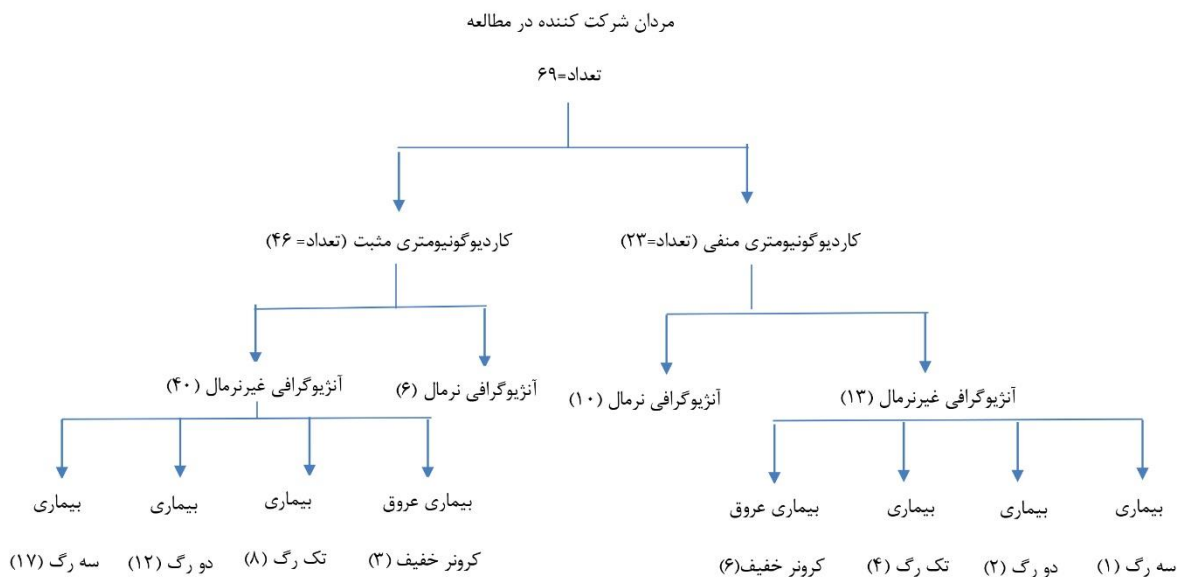 مردان شرکت کننده در مطالعه
تعداد=۶۹
کاردیوگونیومتری منفی (تعداد=۲۳)
کاردیوگونیومتری مثبت (تعداد= ۴۶)
آنژیوگرافی غیرنرمال (۱۳)
آنژیوگرافی نرمال (۱۰)
آنژیوگرافی نرمال (۶)
آنژیوگرافی غیرنرمال (۴۰)
بیماری
سه رگ (۱)
بیماری
دو رگ (۲)
بیماری
تک رگ (۴)
بیماری عروق
کرونر خفیف(۶)
بیماری عروق
کرونر خفیف (۳)
بیماری
تک رگ (۸)
بیماری
دو رگ (۱۲)
بیماری
سه رگ (۱۷)